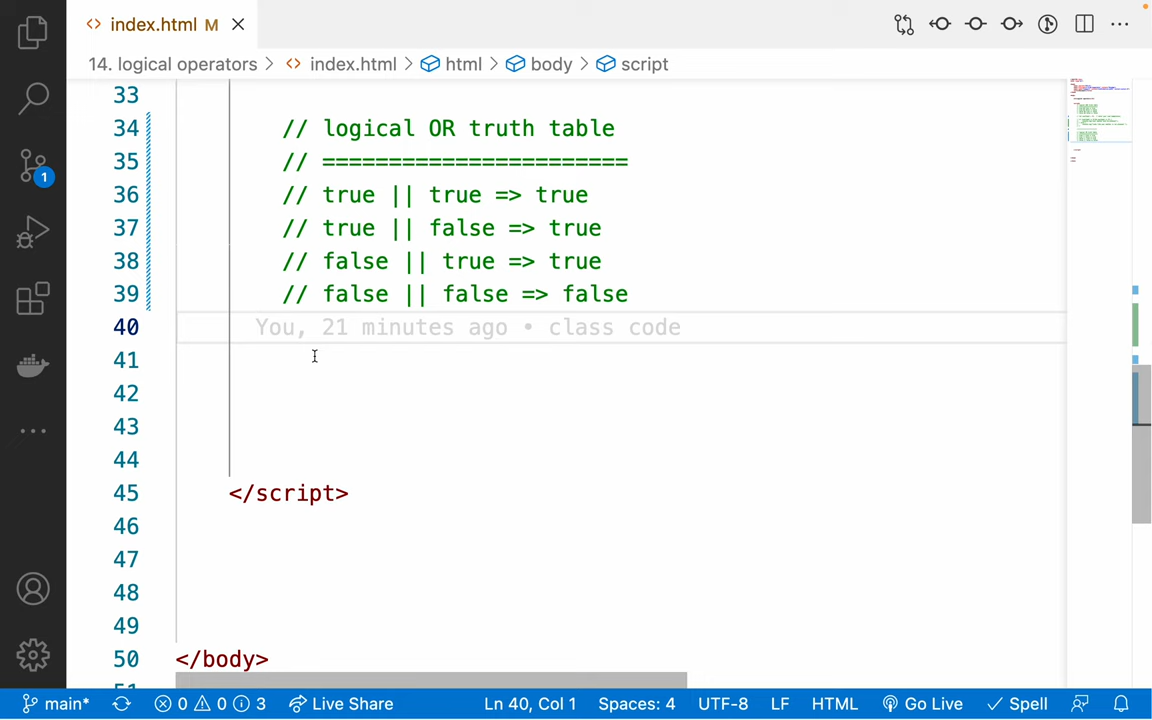 index.html M
14. logical operators > index.html > html > body > script
33
34 // logical OR truth table
35 // =======================
36 // true || true => true
37 // true || false => true
38 // false || true => true
39 // false || false => false
40 You, 21 minutes ago • class code
41
42
43
44
45 </script>
46
47
48
49
50 </body>
1
main* 0 0 3 Live Share Ln 40, Col 1 Spaces: 4 UTF-8 LF HTML Go Live Spell